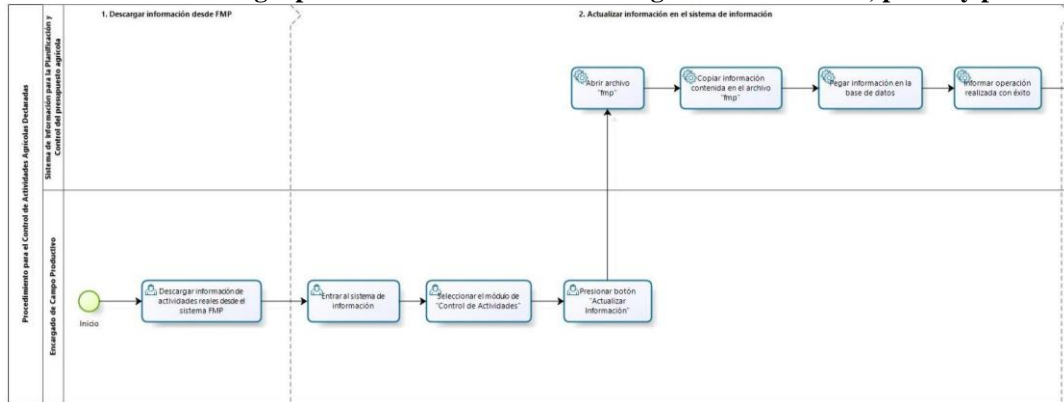 1. Descargar información desde FMP
2. Actualizar información en el sistema de información
Procedimiento para el Control de Actividades Agrícolas Declaradas
Sistema de Información para la Planificación y
Control del presupuesto agrícola
Abrir archivo
"fmp"
Copiar información
contenida en el archivo
"fmp"
Pegar información en la
base de datos
Informar operación
realizada con éxito
Encargado de Campo Productivo
Inicio
Descargar información de
actividades reales desde el
sistema FMP
Entrar al sistema de
información
Seleccionar el módulo de
"Control de Actividades"
Presionar botón
"Actualizar
Información"